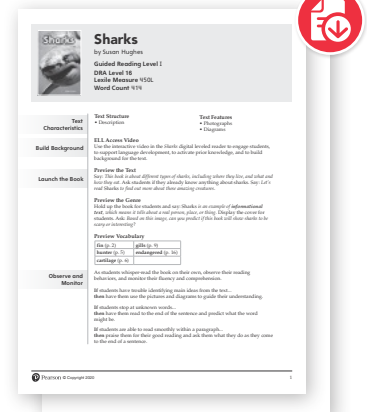 Sharks
Sharks
by Susan Hughes
Guided Reading Level I
DRA Level 16
Lexile Measure 450L
Word Count 474
Text
Characteristics
Text Structure
• Description
Text Features
• Photographs
• Diagrams
Build Background
ELL Access Video
Use the interactive video in the Sharks digital leveled reader to engage students,
to support language development, to activate prior knowledge, and to build
background for the text.
Launch the Book
Preview the Text
Say: This book is about different types of sharks, including where they live, and what and
how they eat. Ask students if they already know anything about sharks. Say: Let's
read Sharks to find out more about these amazing creatures.
Preview the Genre
Hold up the book for students and say: Sharks is an example of informational
text, which means it tells about a real person, place, or thing. Display the cover for
students. Ask: Based on this image, can you predict if this book will show sharks to be
scary or interesting?
Preview Vocabulary
fin (p. 2) gills (p. 9)
hunter (p. 5) endangered (p. 16)
cartilage (p. 6)
Observe and
Monitor
As students whisper-read the book on their own, observe their reading
behaviors, and monitor their fluency and comprehension.
If students have trouble identifying main ideas from the text...
then have them use the pictures and diagrams to guide their understanding.
If students stop at unknown words...
then have them read to the end of the sentence and predict what the word
might be.
If students are able to read smoothly within a paragraph...
then praise them for their good reading and ask them what they do as they come
to the end of a sentence.
Pearson © Copyright 2020
1